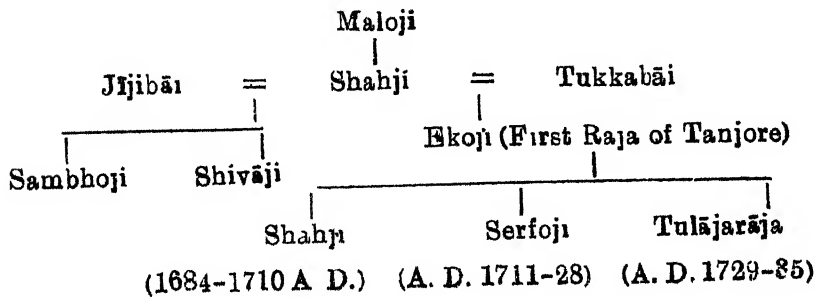 Maloji
Jījibāi = Shahji = Tukkabāi
Ekoji (First Raja of Tanjore)
Sambhoji Shivāji
Shahji Serfoji Tulājarāja
(1684-1710 A D.) (A. D. 1711-28) (A. D. 1729-85)